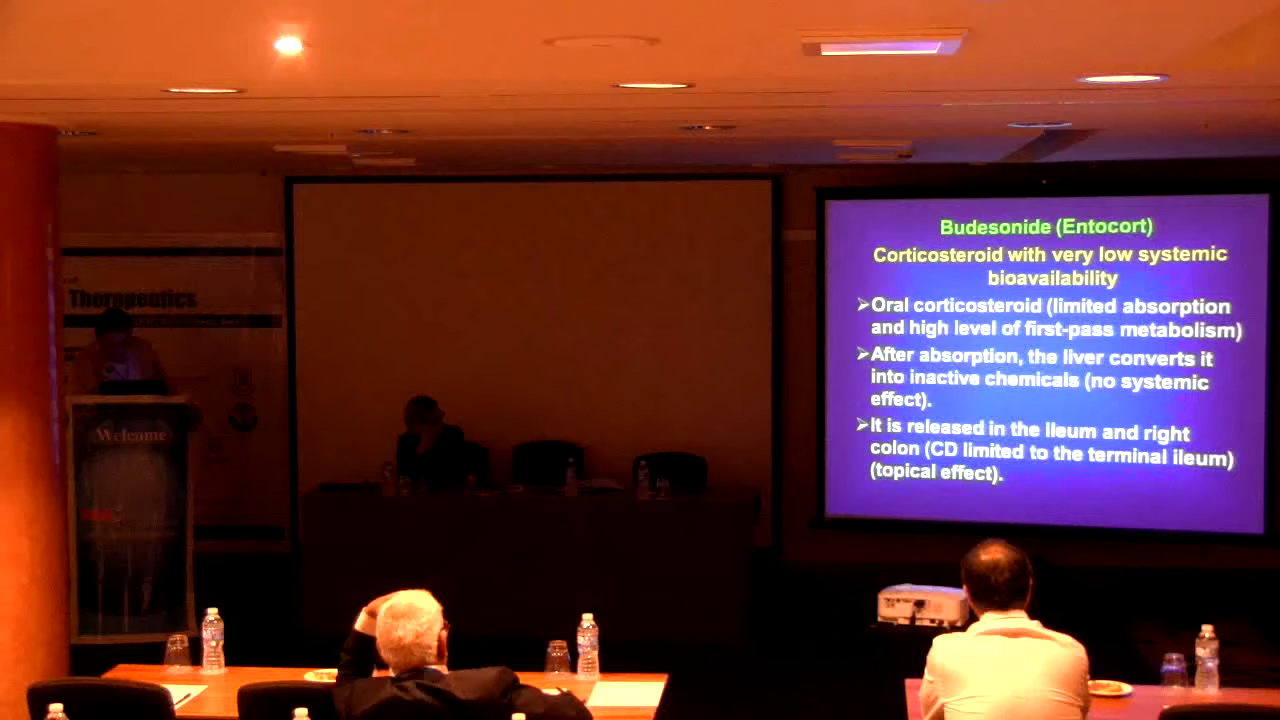 Therapeutics
Welcome
Budesonide (Entocort)
Corticosteroid with very low systemic
bioavailability
➢Oral corticosteroid (limited absorption
and high level of first-pass metabolism)
➢After absorption, the liver converts it
into inactive chemicals (no systemic
effect).
➢It is released in the Ileum and right
colon (CD limited to the terminal ileum)
(topical effect).